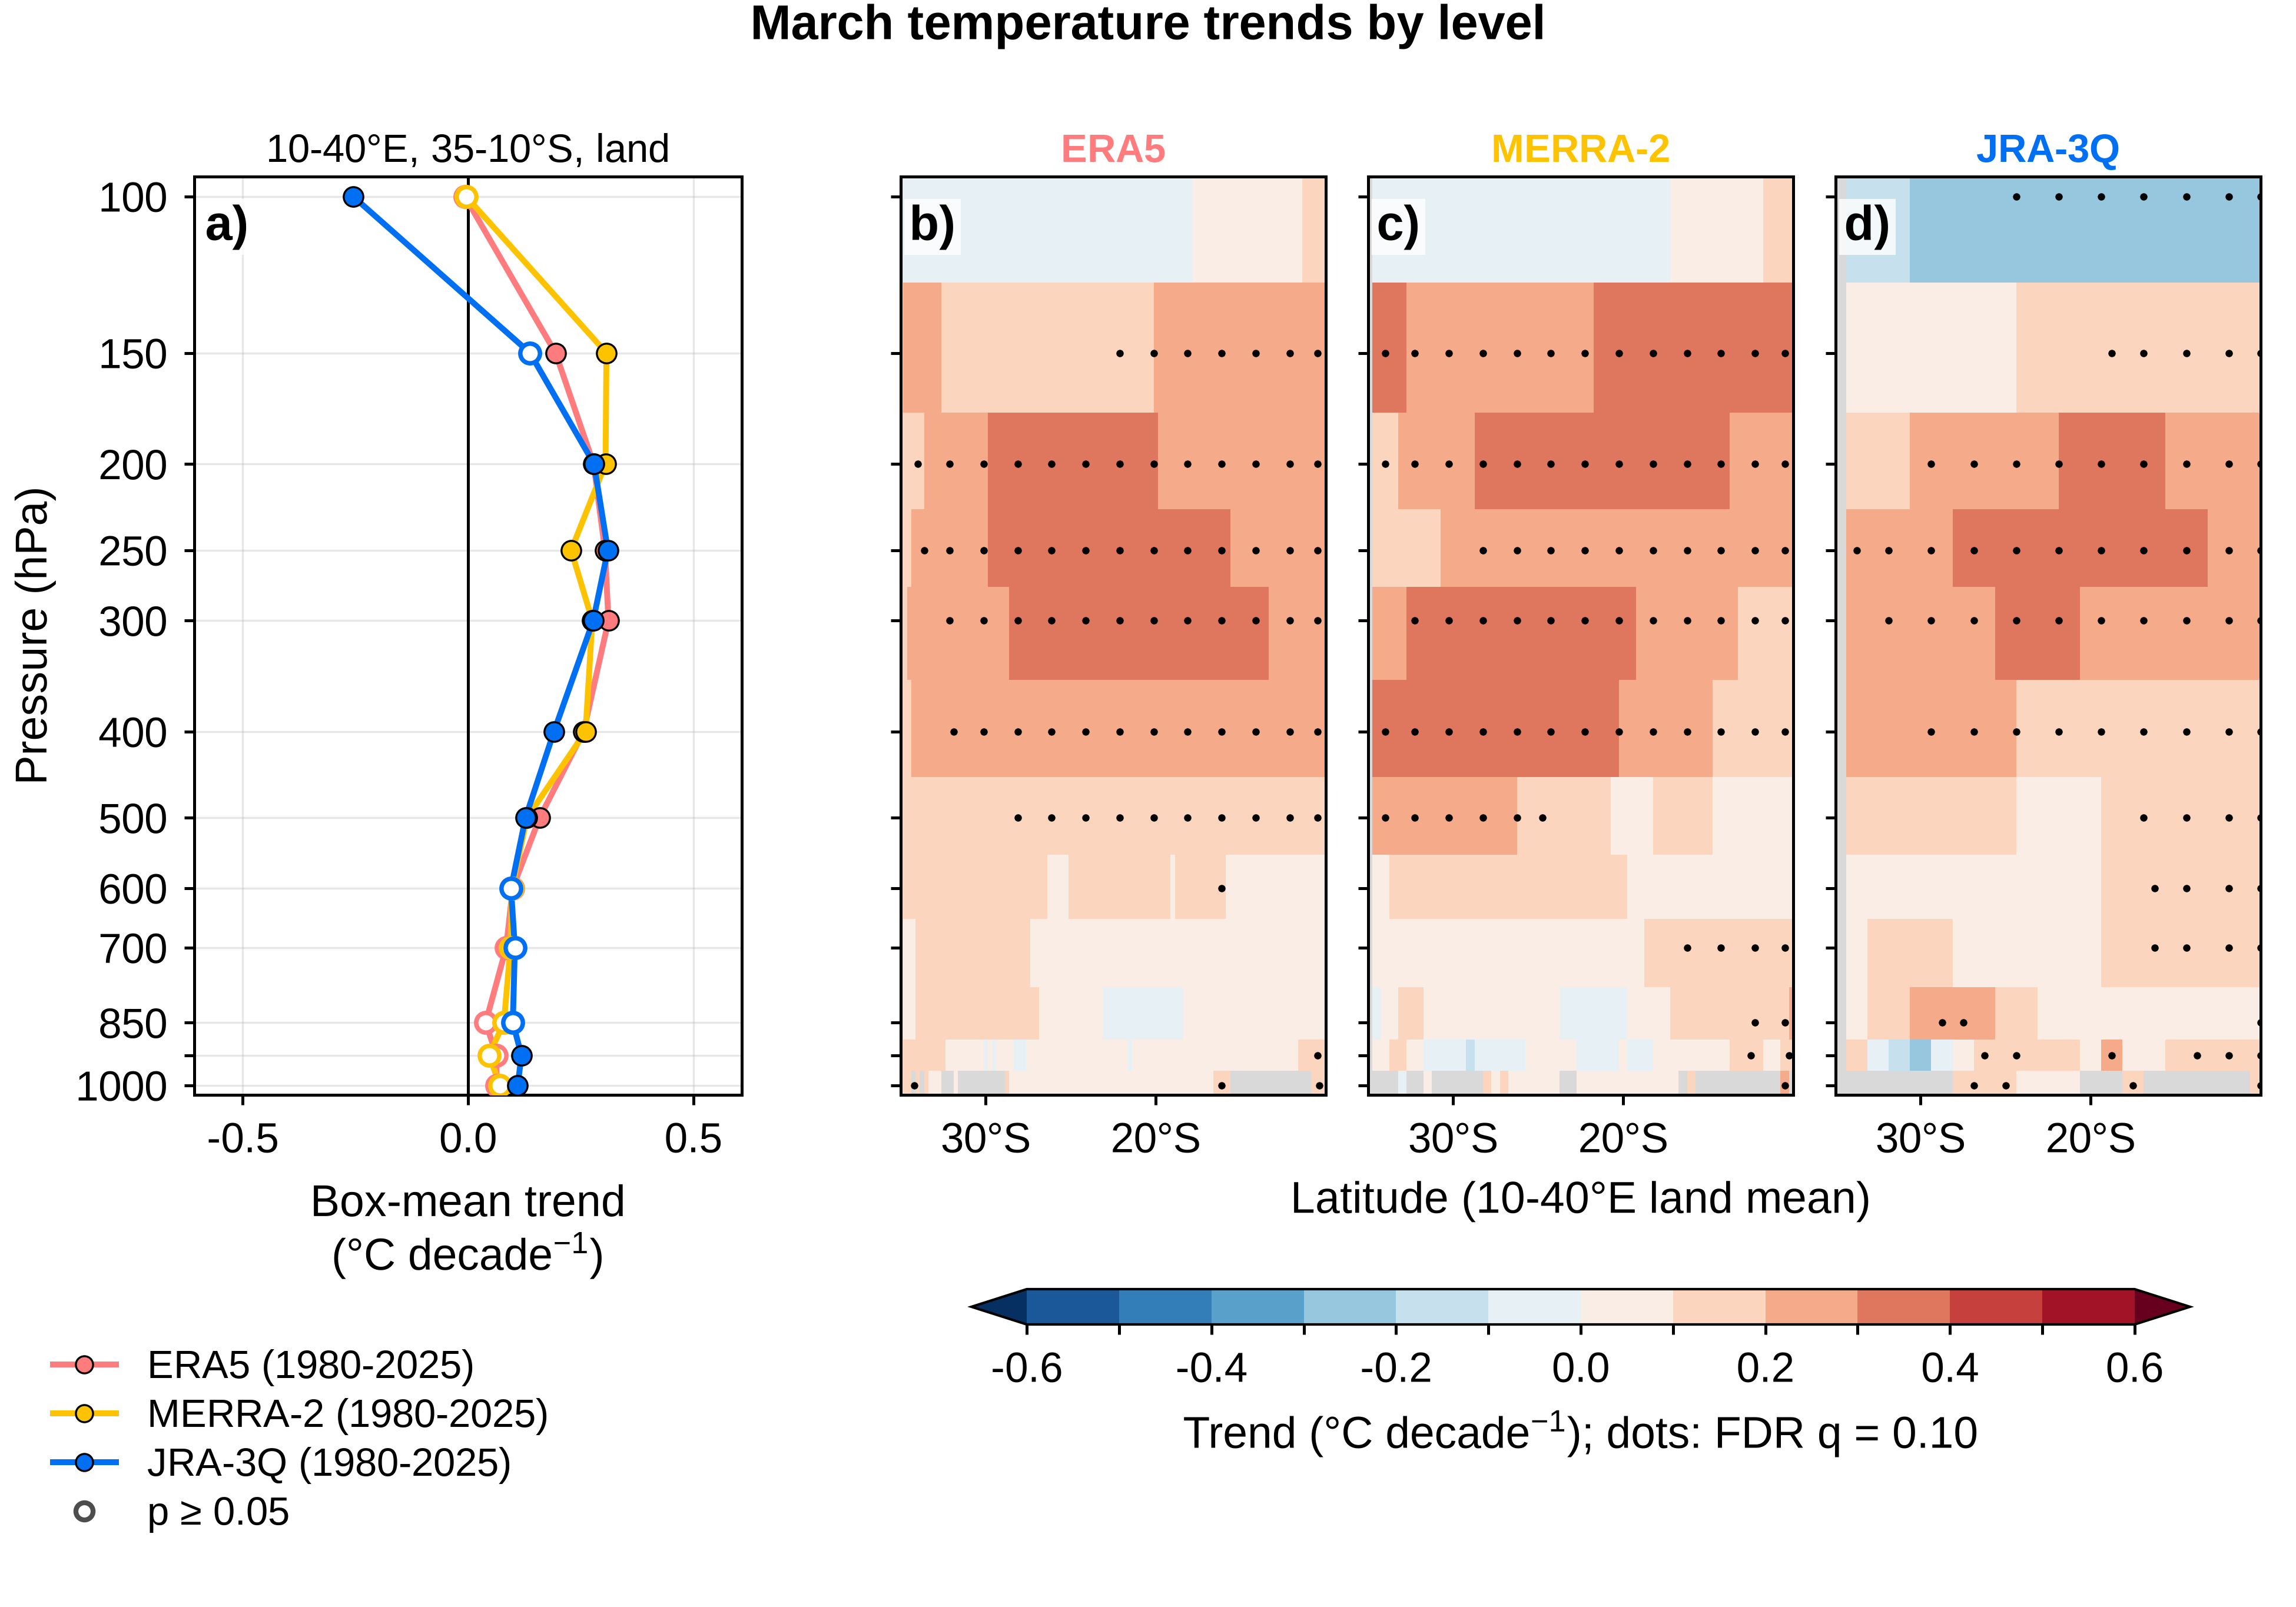 March temperature trends by level
10-40°E, 35-10°S, land
ERA5
MERRA-2
JRA-3Q
a)
b)
c)
d)
Pressure (hPa)
100
150
200
250
300
400
500
600
700
850
1000
-0.5
0.0
0.5
Box-mean trend
(°C decade⁻¹)
30°S
20°S
30°S
20°S
30°S
20°S
Latitude (10-40°E land mean)
-0.6
-0.4
-0.2
0.0
0.2
0.4
0.6
Trend (°C decade⁻¹); dots: FDR q = 0.10
ERA5 (1980-2025)
MERRA-2 (1980-2025)
JRA-3Q (1980-2025)
p ≥ 0.05